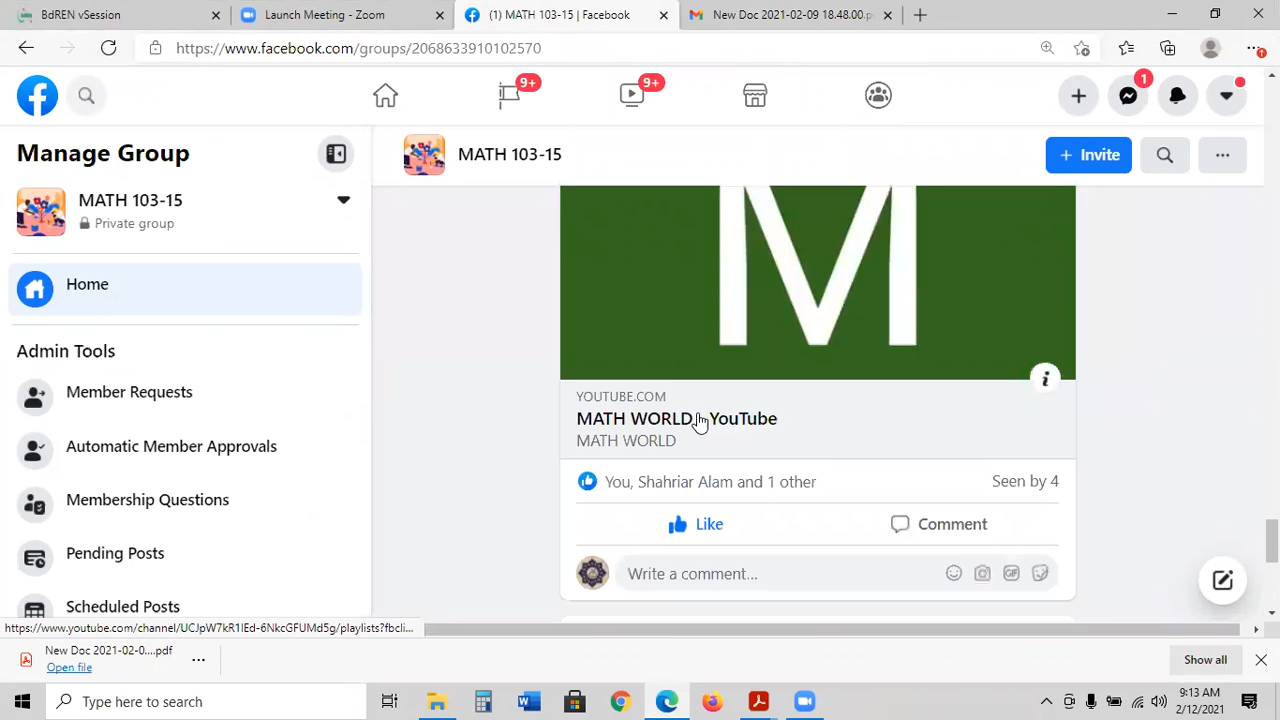 BdREN vSession
Launch Meeting - Zoom
(1) MATH 103-15 | Facebook
New Doc 2021-02-09 18.48.00.p
https://www.facebook.com/groups/2068633910102570
9+
9+
1
Manage Group
MATH 103-15
Invite
MATH 103-15
Private group
Home
Admin Tools
Member Requests
Automatic Member Approvals
Membership Questions
Pending Posts
Scheduled Posts
M
YOUTUBE.COM
MATH WORLD YouTube
MATH WORLD
You, Shahriar Alam and 1 other
Seen by 4
Like
Comment
Write a comment...
GIF
https://www.youtube.com/channel/UCJpW7kR1IEd-6NkcGFUMd5g/playlists?fbcli...
New Doc 2021-02-0....pdf
Open file
Show all
Type here to search
9:13 AM
2/12/2021